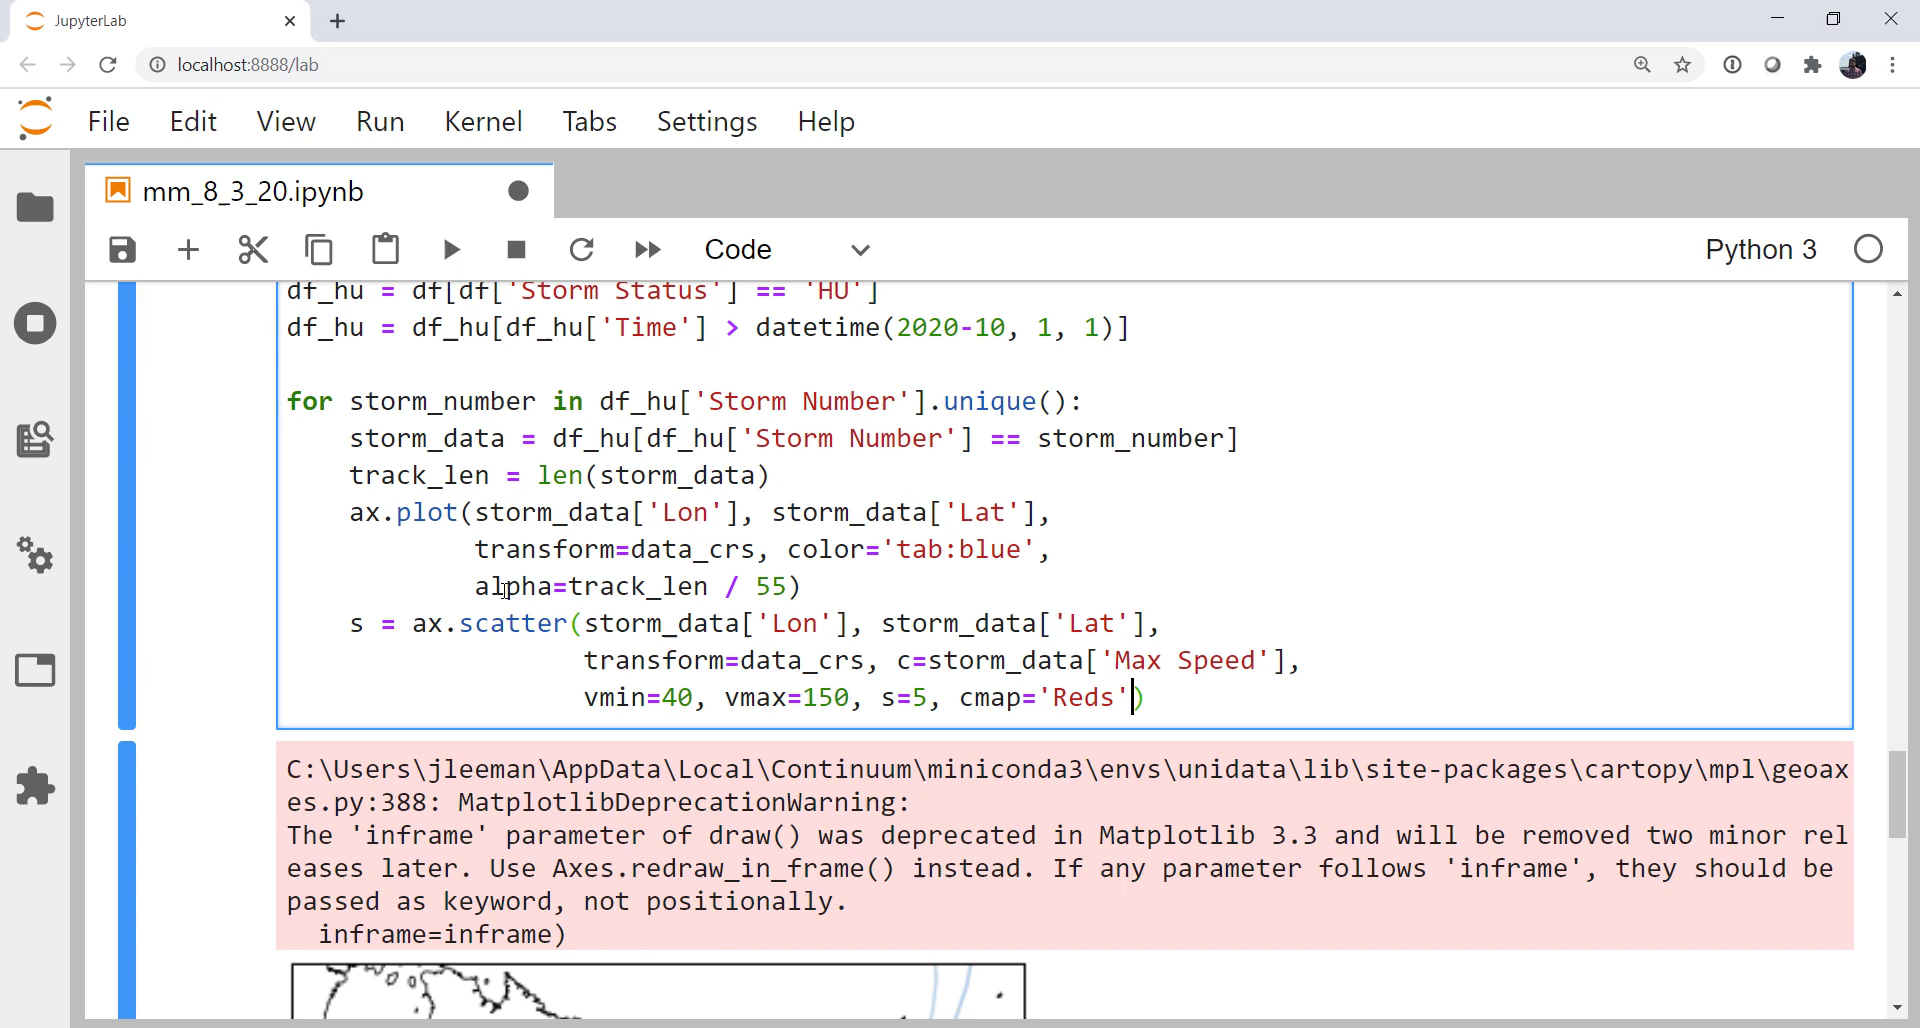 JupyterLab
localhost:8888/lab
File Edit View Run Kernel Tabs Settings Help
mm_8_3_20.ipynb
Code
Python 3
df_hu = df[df['Storm Status'] == 'HU']
df_hu = df_hu[df_hu['Time'] > datetime(2020-10, 1, 1)]
for storm_number in df_hu['Storm Number'].unique():
    storm_data = df_hu[df_hu['Storm Number'] == storm_number]
    track_len = len(storm_data)
    ax.plot(storm_data['Lon'], storm_data['Lat'],
            transform=data_crs, color='tab:blue',
            alpha=track_len / 55)
    s = ax.scatter(storm_data['Lon'], storm_data['Lat'],
                   transform=data_crs, c=storm_data['Max Speed'],
                   vmin=40, vmax=150, s=5, cmap='Reds')
C:\Users\jleeman\AppData\Local\Continuum\miniconda3\envs\unidata\lib\site-packages\cartopy\mpl\geoax
es.py:388: MatplotlibDeprecationWarning:
The 'inframe' parameter of draw() was deprecated in Matplotlib 3.3 and will be removed two minor rel
eases later. Use Axes.redraw_in_frame() instead. If any parameter follows 'inframe', they should be
passed as keyword, not positionally.
  inframe=inframe)